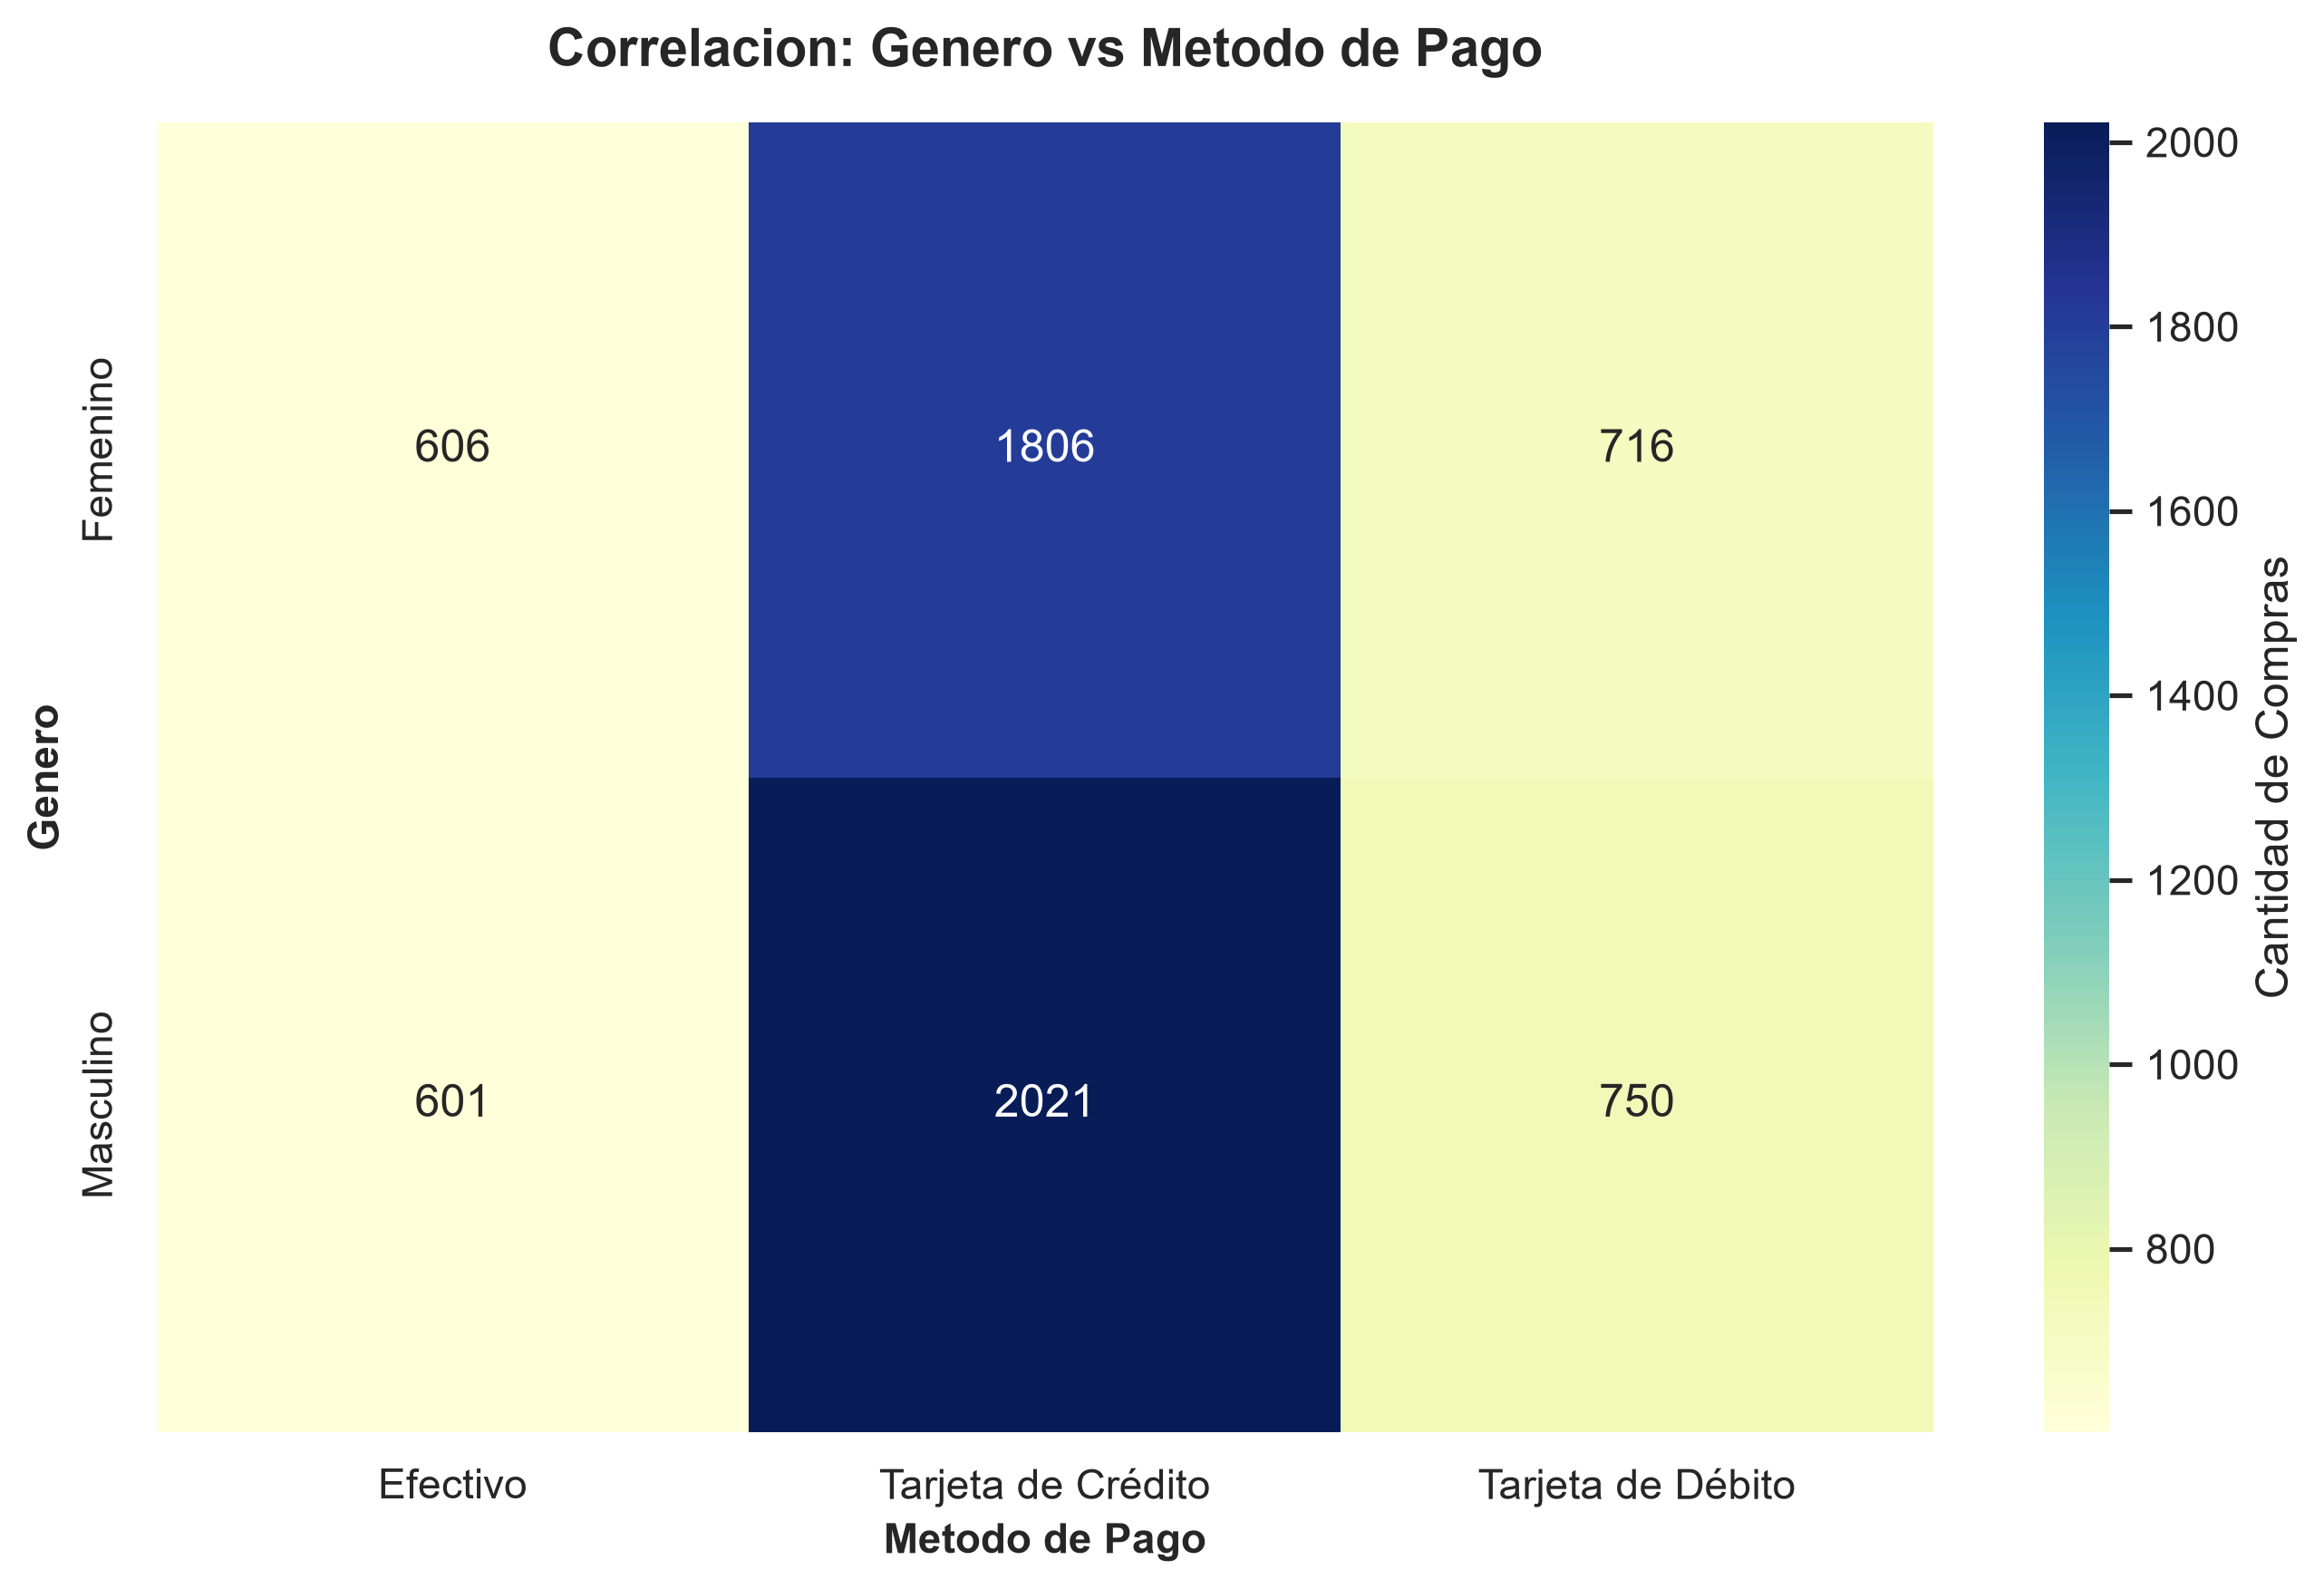 Correlacion: Genero vs Metodo de Pago
Genero
Femenino
Masculino
606
1806
716
601
2021
750
Efectivo
Tarjeta de Crédito
Tarjeta de Débito
Metodo de Pago
2000
1800
1600
1400
1200
1000
800
Cantidad de Compras